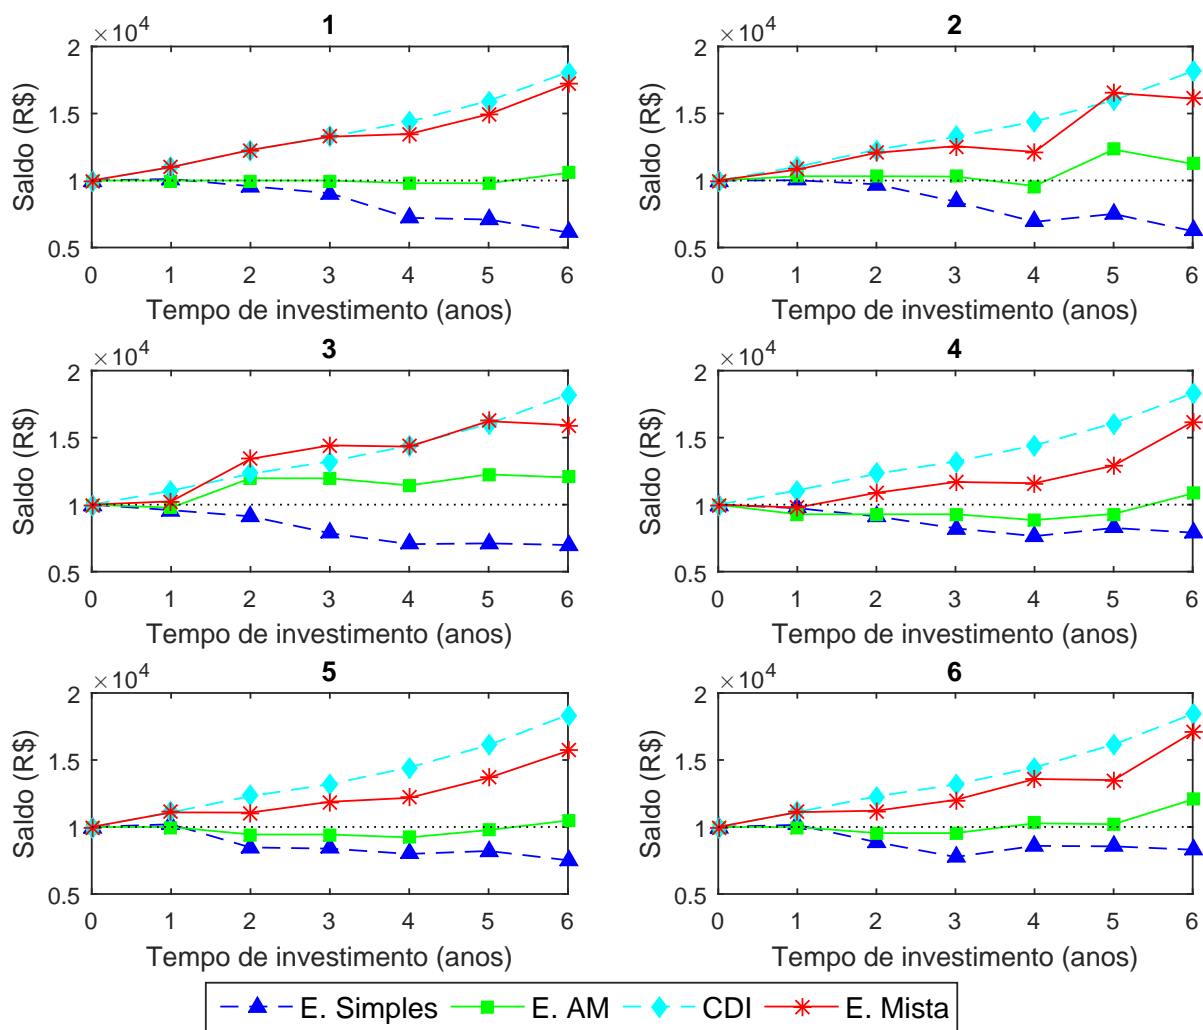 1
×10^4
2
1.5
1
0.5
Saldo (R$)
0 1 2 3 4 5 6
Tempo de investimento (anos)
2
×10^4
2
1.5
1
0.5
Saldo (R$)
0 1 2 3 4 5 6
Tempo de investimento (anos)
3
×10^4
2
1.5
1
0.5
Saldo (R$)
0 1 2 3 4 5 6
Tempo de investimento (anos)
4
×10^4
2
1.5
1
0.5
Saldo (R$)
0 1 2 3 4 5 6
Tempo de investimento (anos)
5
×10^4
2
1.5
1
0.5
Saldo (R$)
0 1 2 3 4 5 6
Tempo de investimento (anos)
6
×10^4
2
1.5
1
0.5
Saldo (R$)
0 1 2 3 4 5 6
Tempo de investimento (anos)
E. Simples E. AM CDI E. Mista